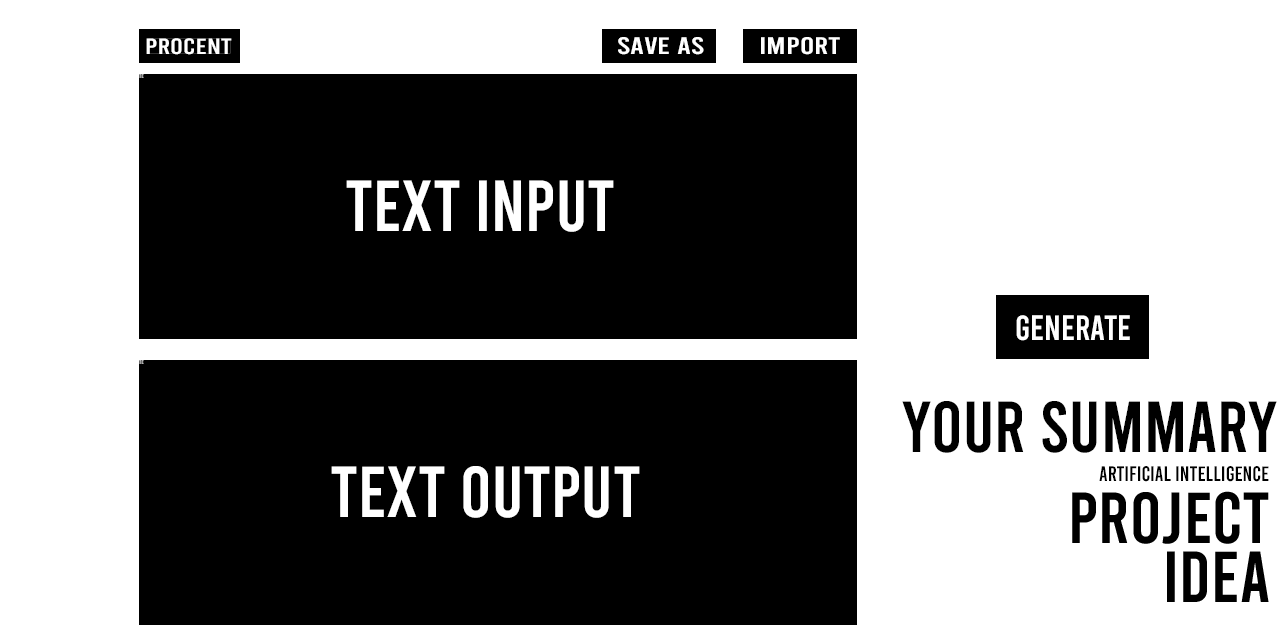 PROCENT
SAVE AS
IMPORT
TEXT INPUT
GENERATE
TEXT OUTPUT
YOUR SUMMARY
ARTIFICIAL INTELLIGENCE
PROJECT
IDEA